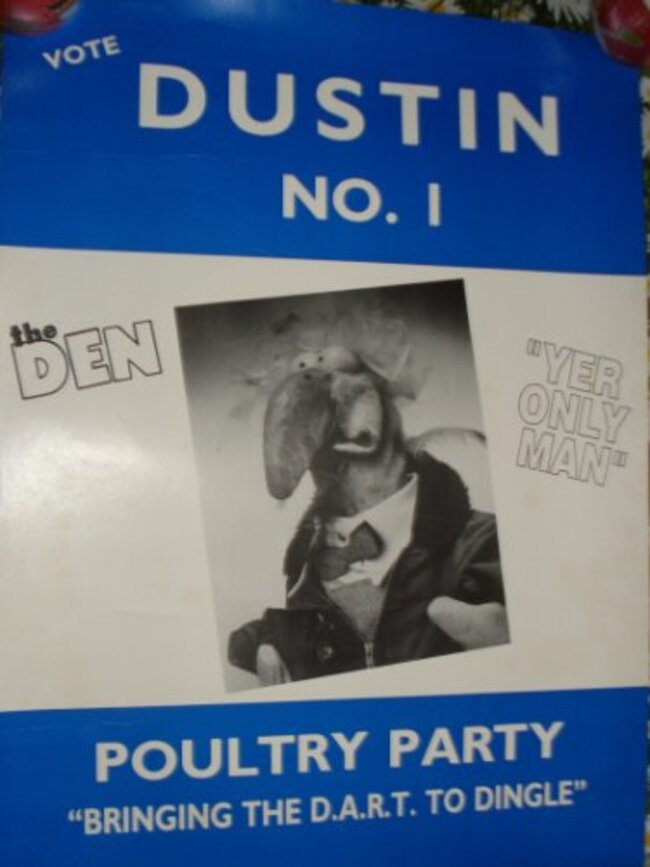 VOTE
DUSTIN
NO. 1
the
DEN
"YER
ONLY
MAN"
POULTRY PARTY
"BRINGING THE D.A.R.T. TO DINGLE"